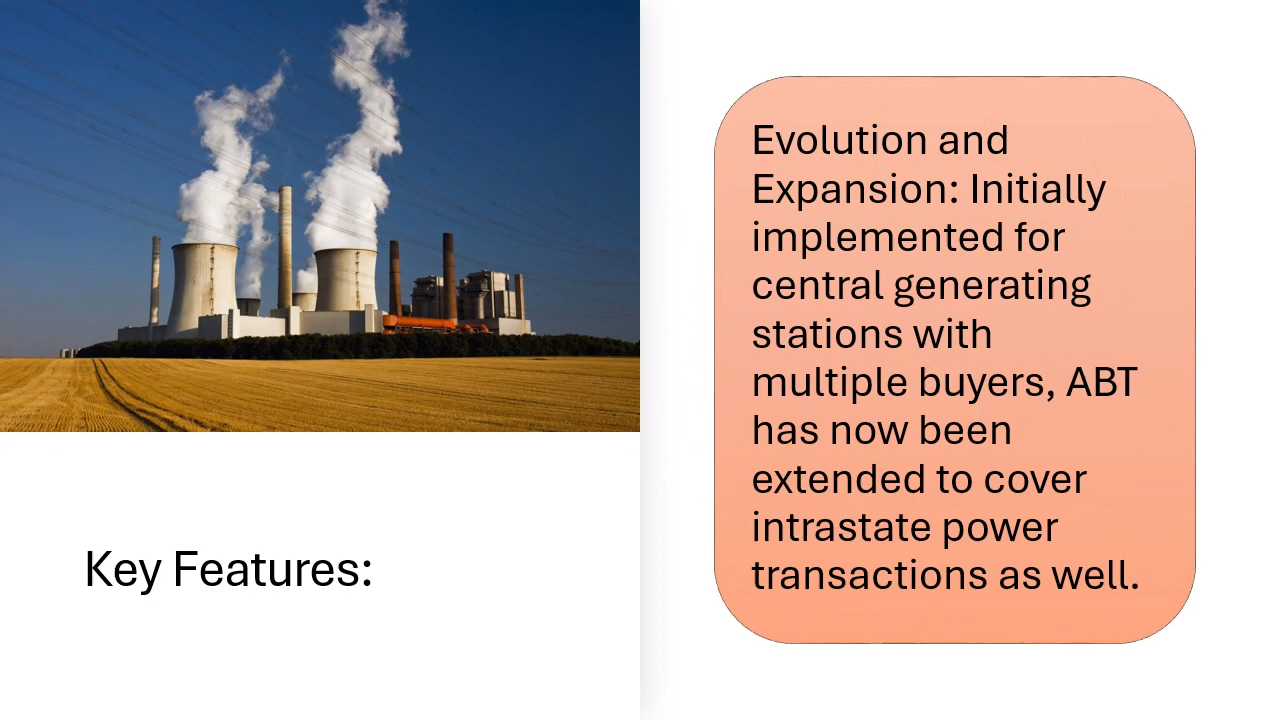 Key Features:
Evolution and
Expansion: Initially
implemented for
central generating
stations with
multiple buyers, ABT
has now been
extended to cover
intrastate power
transactions as well.